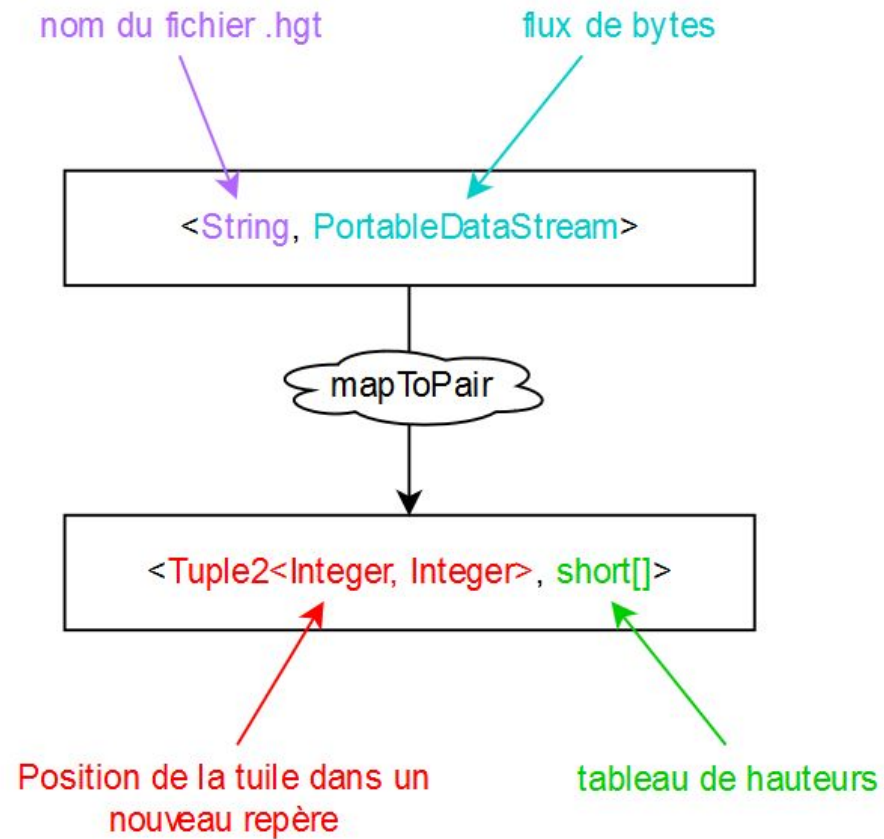 nom du fichier .hgt
flux de bytes
<String, PortableDataStream>
mapToPair
<Tuple2<Integer, Integer>, short[]>
Position de la tuile dans un
nouveau repère
tableau de hauteurs